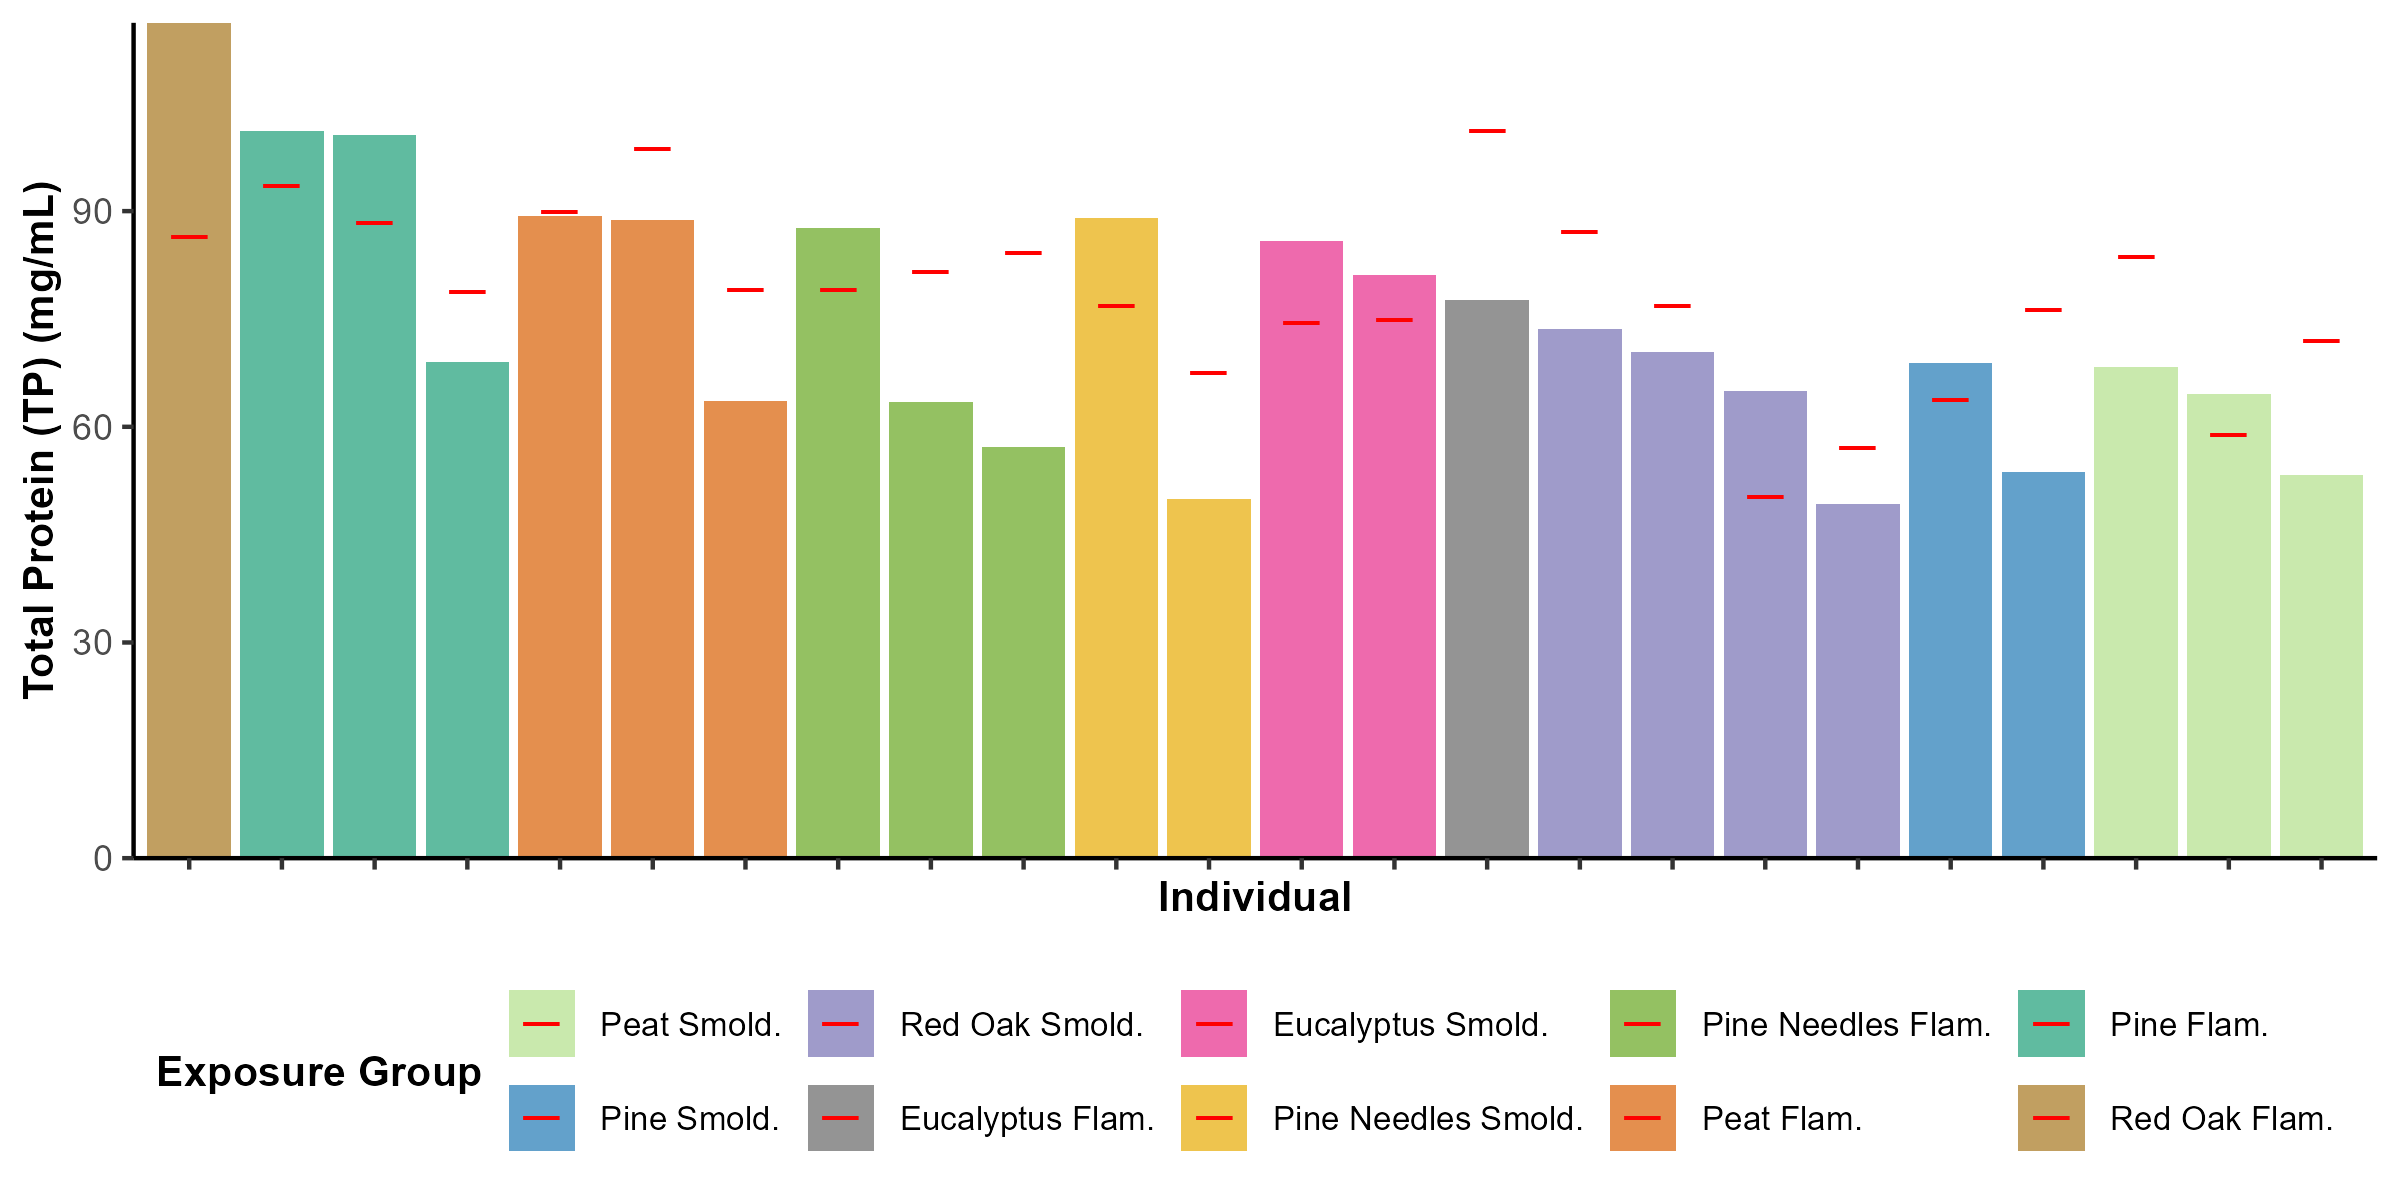 Total Protein (TP) (mg/mL)
90
60
30
0
Individual
Exposure Group
Peat Smold.
Red Oak Smold.
Eucalyptus Smold.
Pine Needles Flam.
Pine Flam.
Pine Smold.
Eucalyptus Flam.
Pine Needles Smold.
Peat Flam.
Red Oak Flam.